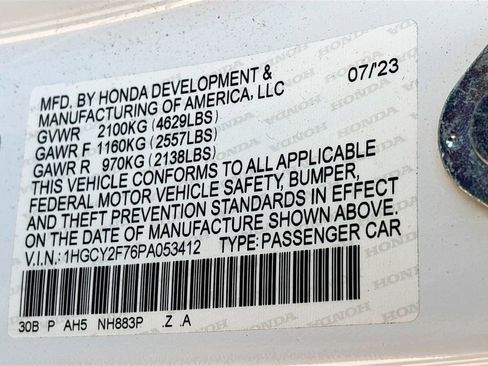 MFD. BY HONDA DEVELOPMENT & 07/'23
MANUFACTURING OF AMERICA, LLC
GVWR 2100KG (4629LBS)
GAWR F 1160KG (2557LBS)
GAWR R 970KG (2138LBS)
THIS VEHICLE CONFORMS TO ALL APPLICABLE
FEDERAL MOTOR VEHICLE SAFETY, BUMPER,
AND THEFT PREVENTION STANDARDS IN EFFECT
ON THE DATE OF MANUFACTURE SHOWN ABOVE.
V.I.N.: 1HGCY2F76PA053412 TYPE: PASSENGER CAR
30B P AH5 NH883P .Z .A